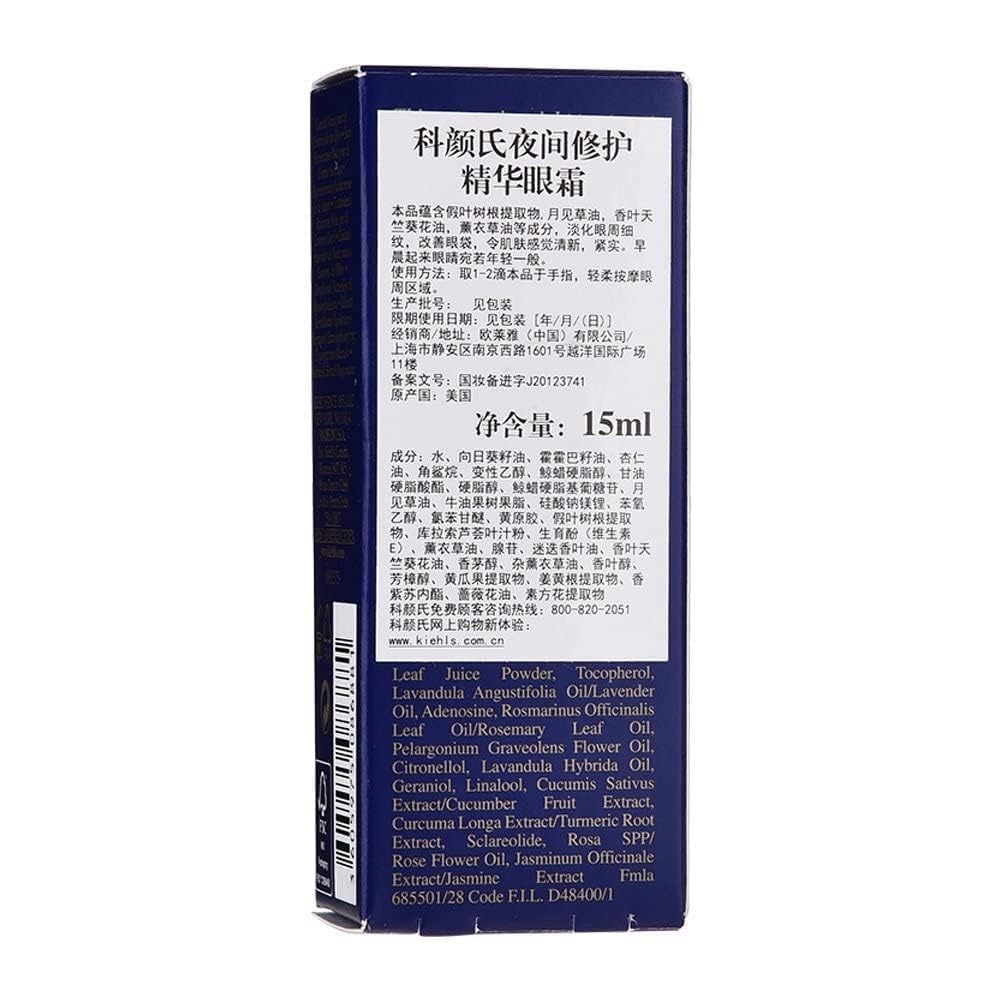 科颜氏夜间修护
精华眼霜
本品蕴含假叶树根提取物,月见草油，香叶天
竺葵花油，薰衣草油等成分，淡化眼周细
纹，改善眼袋，令肌肤感觉清新，紧实。早
晨起来眼睛宛若年轻一般。
使用方法：取1-2滴本品于手指，轻柔按摩眼
周区域。
生产批号： 见包装
限期使用日期：见包装 [年/月/(日)]
经销商/地址：欧莱雅（中国）有限公司/
上海市静安区南京西路1601号越洋国际广场
11楼
备案文号：国妆备进字J20123741
原产国：美国
净含量：15ml
成分：水、向日葵籽油、霍霍巴籽油、杏仁
油、角鲨烷、变性乙醇、鲸蜡硬脂醇、甘油
硬脂酸酯、硬脂醇、鲸蜡硬脂基葡糖苷、月
见草油、牛油果树果脂、硅酸钠镁锂、苯氧
乙醇、氯苯甘醚、黄原胶、假叶树根提取
物、库拉索芦荟叶汁粉、生育酚（维生素
E）、薰衣草油、腺苷、迷迭香叶油、香叶天
竺葵花油、香茅醇、杂薰衣草油、香叶醇、
芳樟醇、黄瓜果提取物、姜黄根提取物、香
紫苏内酯、蔷薇花油、素方花提取物
科颜氏免费顾客咨询热线：800-820-2051
科颜氏网上购物新体验：
www.kiehls.com.cn
Leaf Juice Powder, Tocopherol,
Lavandula Angustifolia Oil/Lavender
Oil, Adenosine, Rosmarinus Officinalis
Leaf Oil/Rosemary Leaf Oil,
Pelargonium Graveolens Flower Oil,
Citronellol, Lavandula Hybrida Oil,
Geraniol, Linalool, Cucumis Sativus
Extract/Cucumber Fruit Extract,
Curcuma Longa Extract/Turmeric Root
Extract, Sclareolide, Rosa SPP/
Rose Flower Oil, Jasminum Officinale
Extract/Jasmine Extract Fmla
685501/28 Code F.I.L. D48400/1
FSC